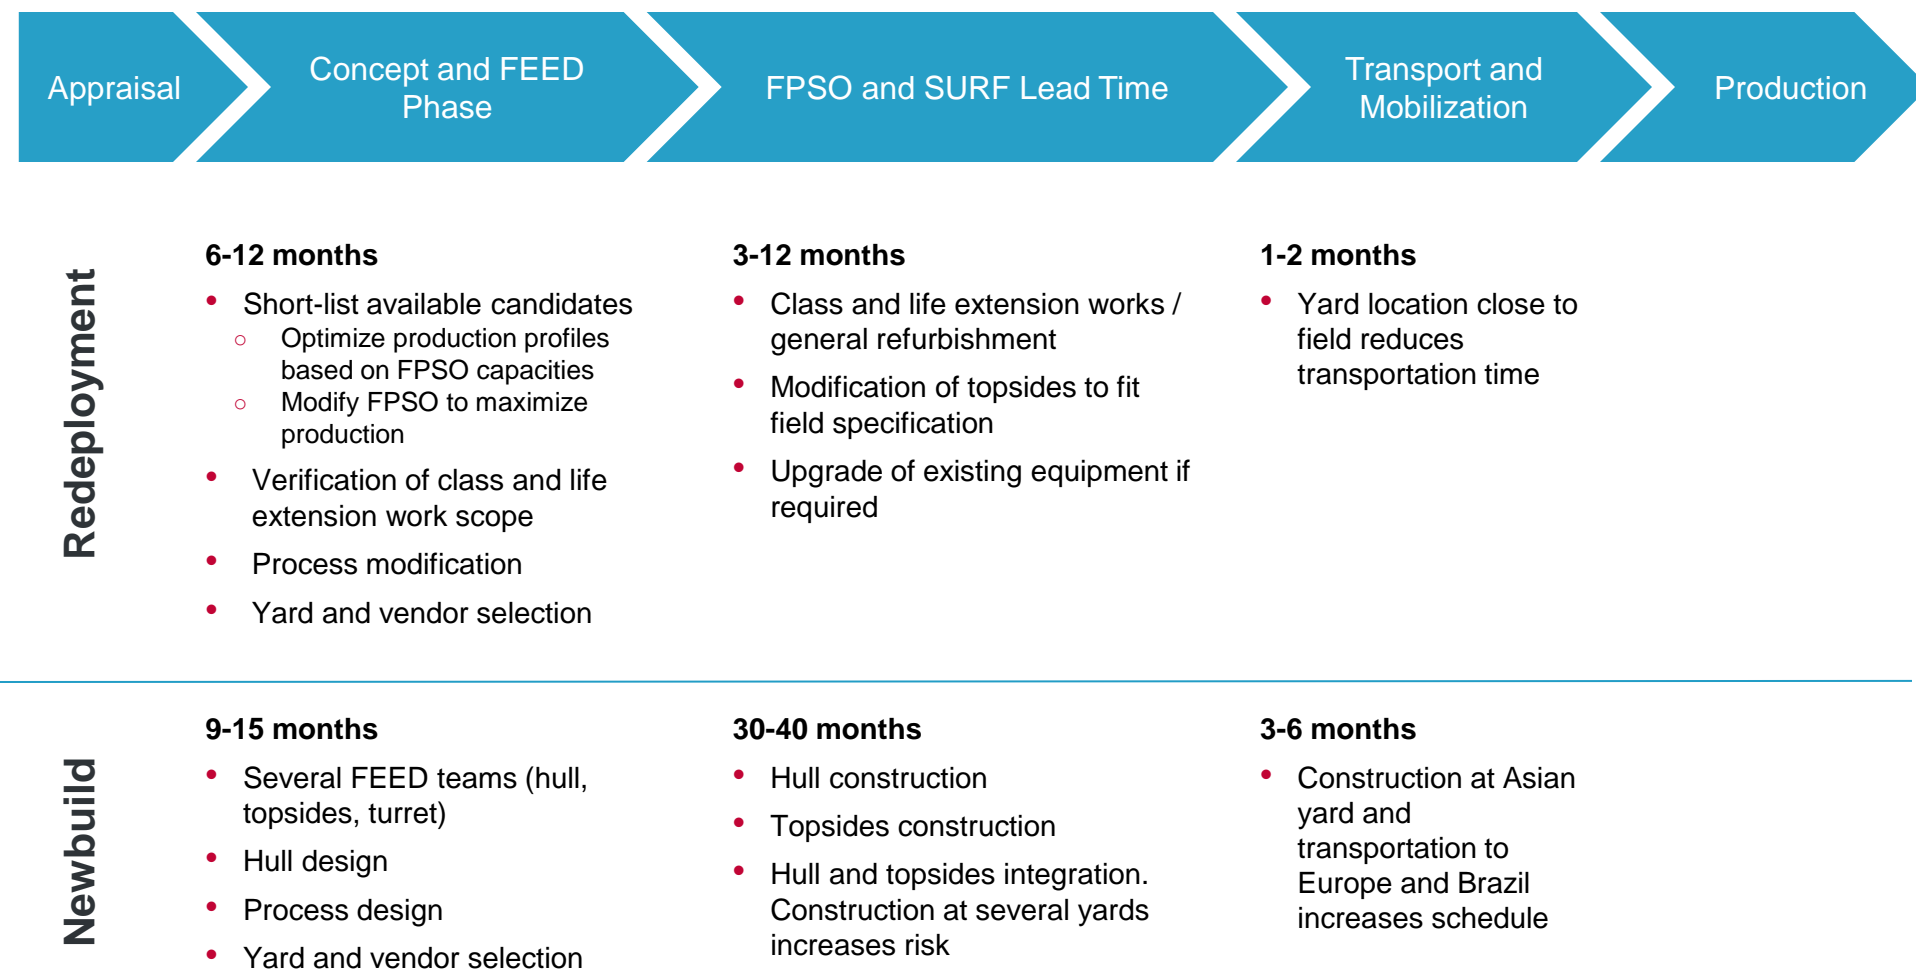 Appraisal
Concept and FEED
Phase
FPSO and SURF Lead Time
Transport and
Mobilization
Production
Redeployment
6-12 months
• Short-list available candidates
○ Optimize production profiles
based on FPSO capacities
○ Modify FPSO to maximize
production
• Verification of class and life
extension work scope
• Process modification
• Yard and vendor selection
3-12 months
• Class and life extension works /
general refurbishment
• Modification of topsides to fit
field specification
• Upgrade of existing equipment if
required
1-2 months
• Yard location close to
field reduces
transportation time
Newbuild
9-15 months
• Several FEED teams (hull,
topsides, turret)
• Hull design
• Process design
• Yard and vendor selection
30-40 months
• Hull construction
• Topsides construction
• Hull and topsides integration.
Construction at several yards
increases risk
3-6 months
• Construction at Asian
yard and
transportation to
Europe and Brazil
increases schedule